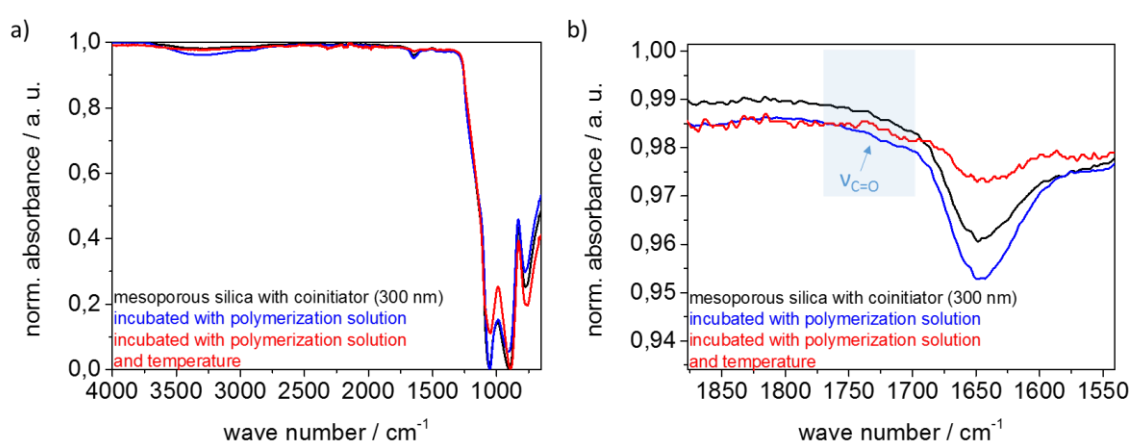 a)
norm. absorbance / a. u.
1,0
0,8
0,6
0,4
0,2
0,0
mesoporous silica with coinitiator (300 nm)
incubated with polymerization solution
incubated with polymerization solution
and temperature
4000 3500 3000 2500 2000 1500 1000
wave number / cm⁻¹
b)
norm. absorbance / a. u.
1,00
0,99
0,98
0,97
0,96
0,95
0,94
νC=O
mesoporous silica with coinitiator (300 nm)
incubated with polymerization solution
incubated with polymerization solution
and temperature
1850 1800 1750 1700 1650 1600 1550
wave number / cm⁻¹